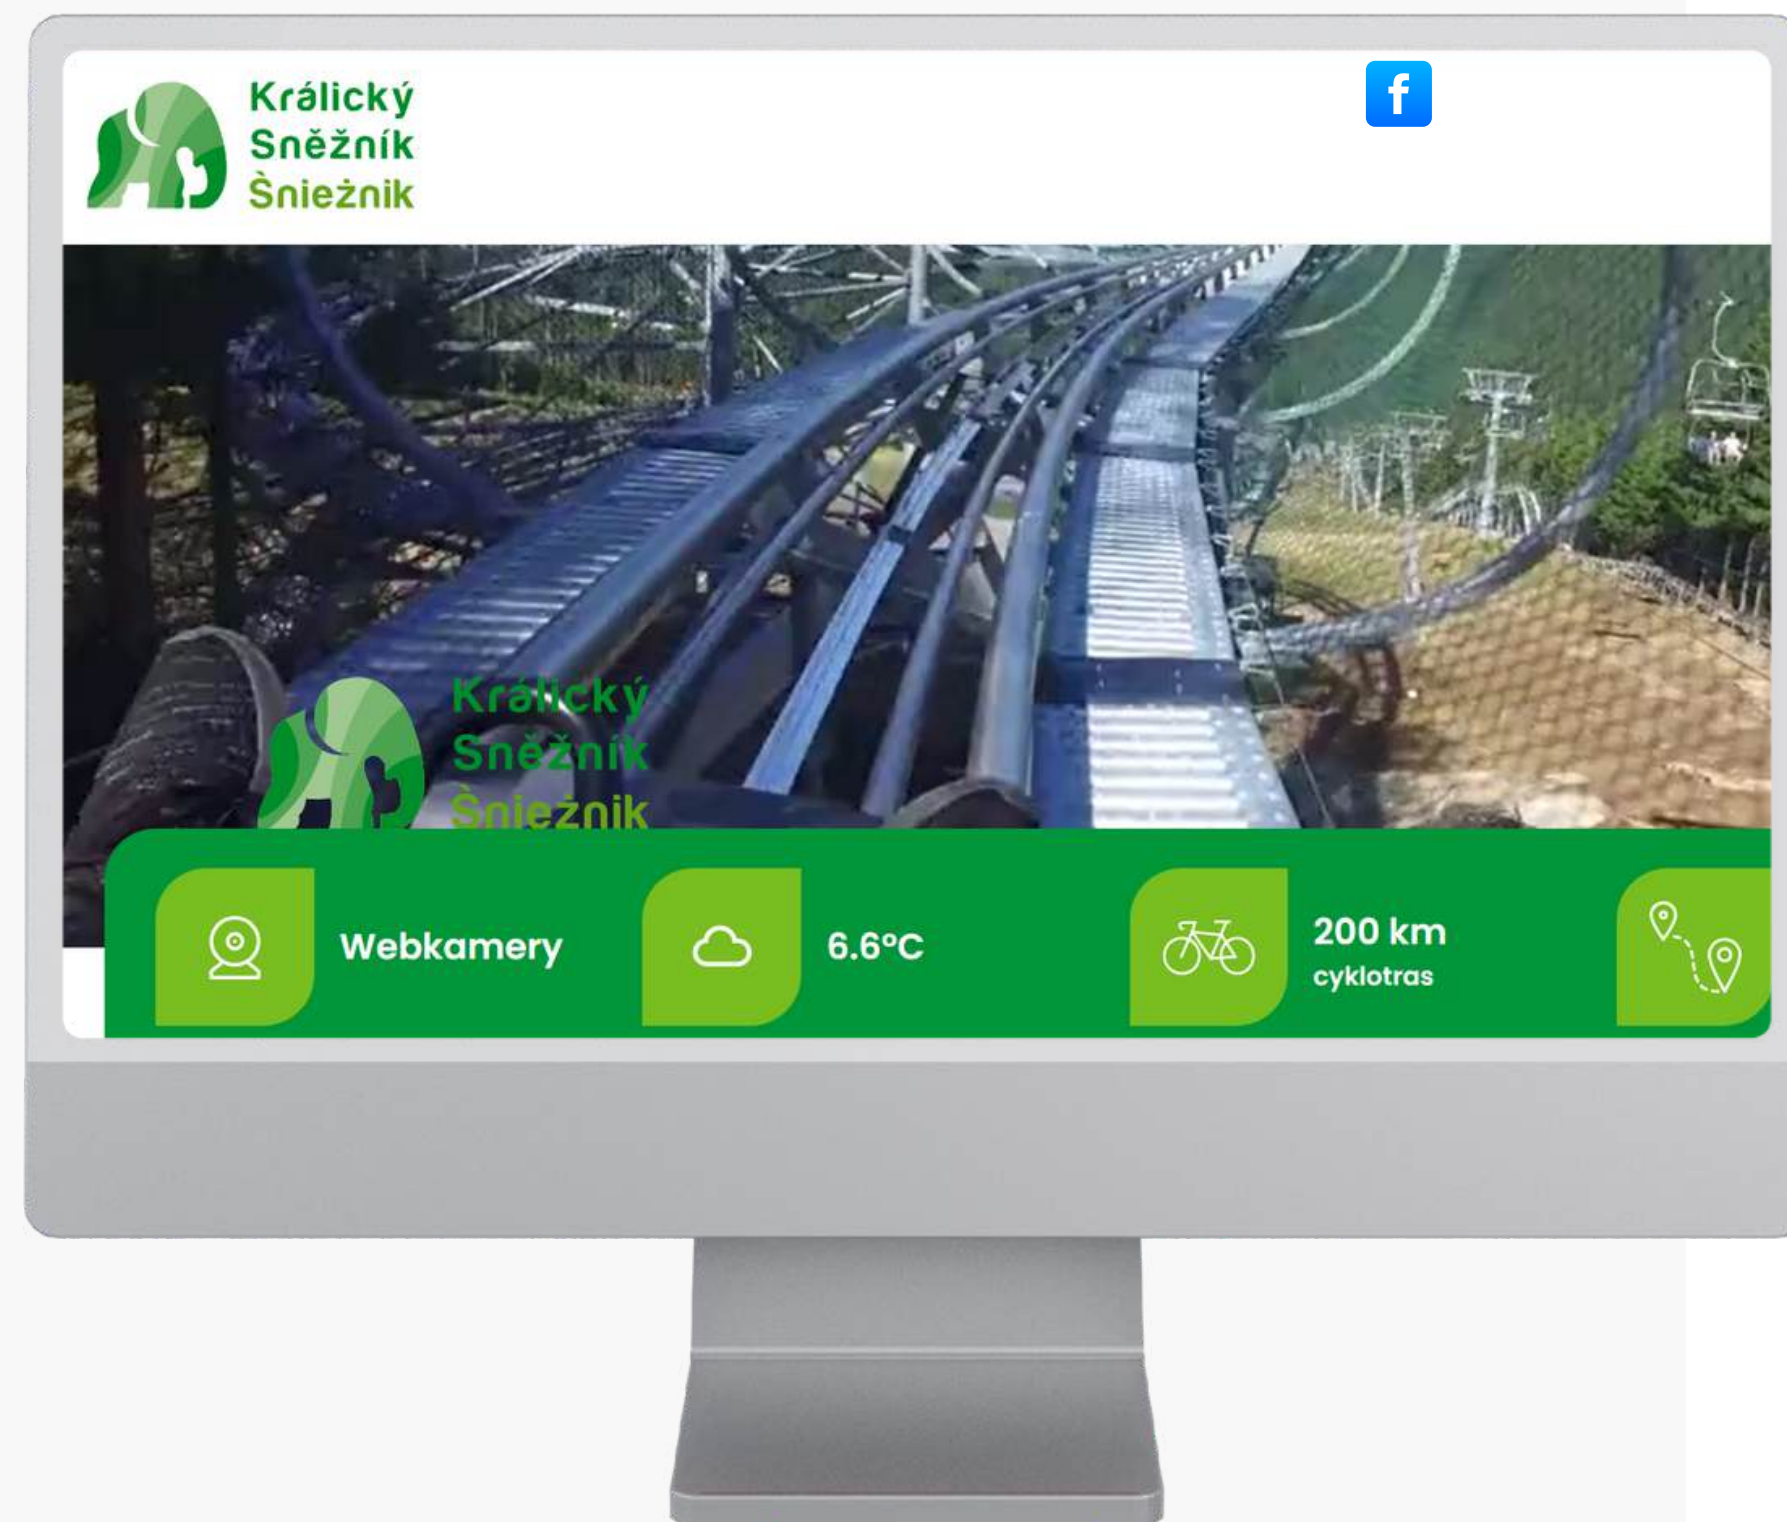 Králický
Sněžník
Śnieżnik
f
Králický
Sněžník
Śnieżnik
Webkamery
6.6°C
200 km
cyklotras